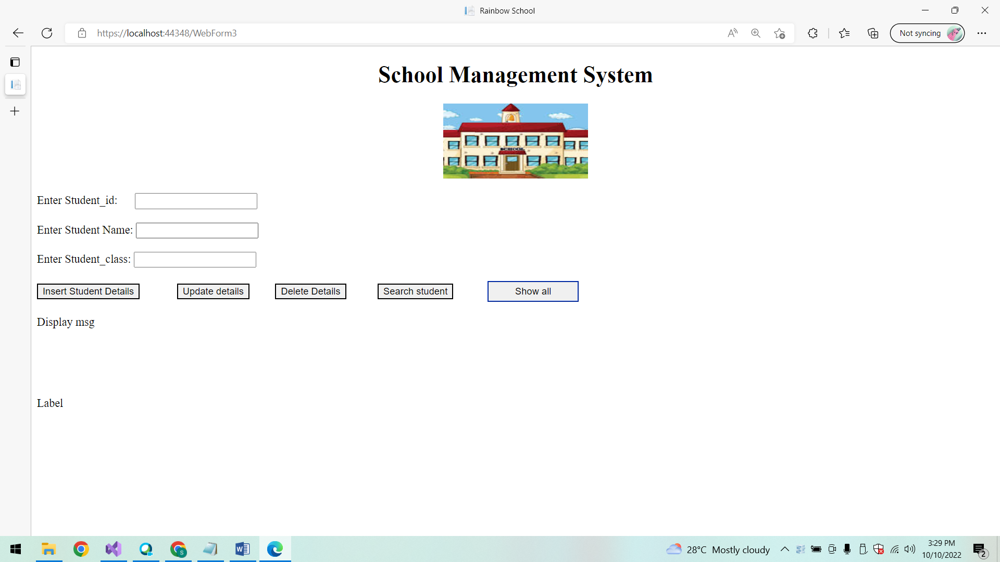 Rainbow School
https://localhost:44348/WebForm3
Not syncing
School Management System
SCHOOL
Enter Student_id:
Enter Student Name:
Enter Student_class:
Insert Student Details Update details Delete Details Search student Show all
Display msg
Label
28°C Mostly cloudy
3:29 PM
10/10/2022
2